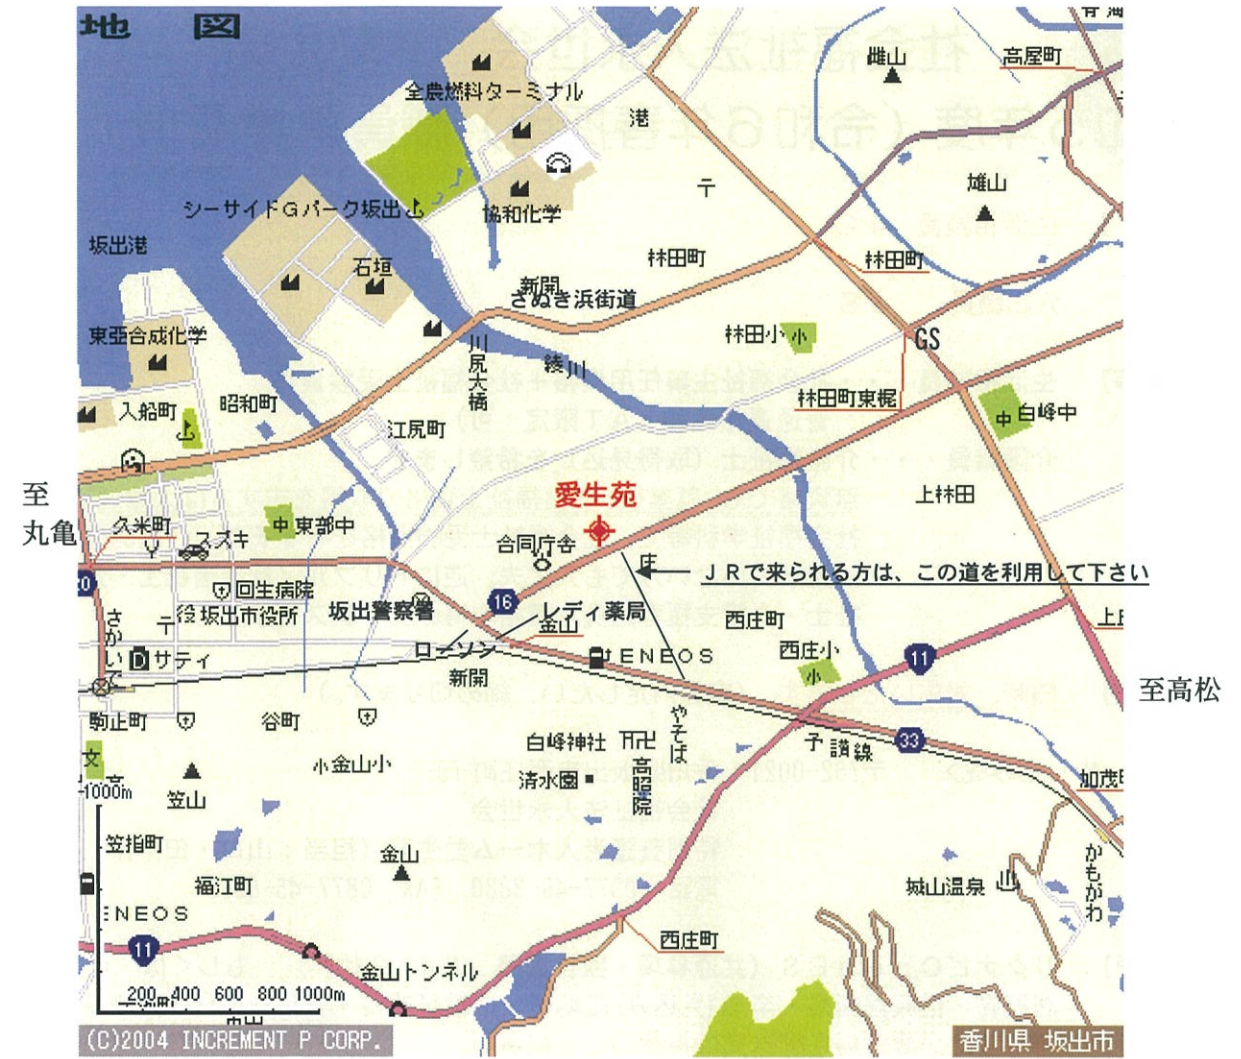 地 図
全農燃料ターミナル
港
雌山
高屋町
雄山
シーサイドGパーク坂出
協和化学
〒
坂出港
石垣
林田町
林田町
新開
さぬき浜街道
東亞合成化学
川尻大橋
綾川
林田小
小
GS
林田町東梶
入船町
昭和町
江尻町
中
白峰中
上林田
至
丸亀
愛生苑
久米町
スズキ
中
東部中
合同庁舎
庄
JRで来られる方は、この道を利用して下さい
回生病院
16
〒
役
坂出市役所
坂出警察署
レディ薬局
金山
西庄町
さかいで
サティ
ローソン
新開
ENEOS
西庄小
小
11
至高松
駒止町
谷町
やそば
白峰神社
卍
高照院
予讃線
33
文
小
金山小
清水園
高
1000m
笠山
笠指町
金山
福江町
城山温泉
かもがわ
ENEOS
11
西庄町
金山トンネル
200 400 600 800 1000m
(C)2004 INCREMENT P CORP.
香川県 坂出市